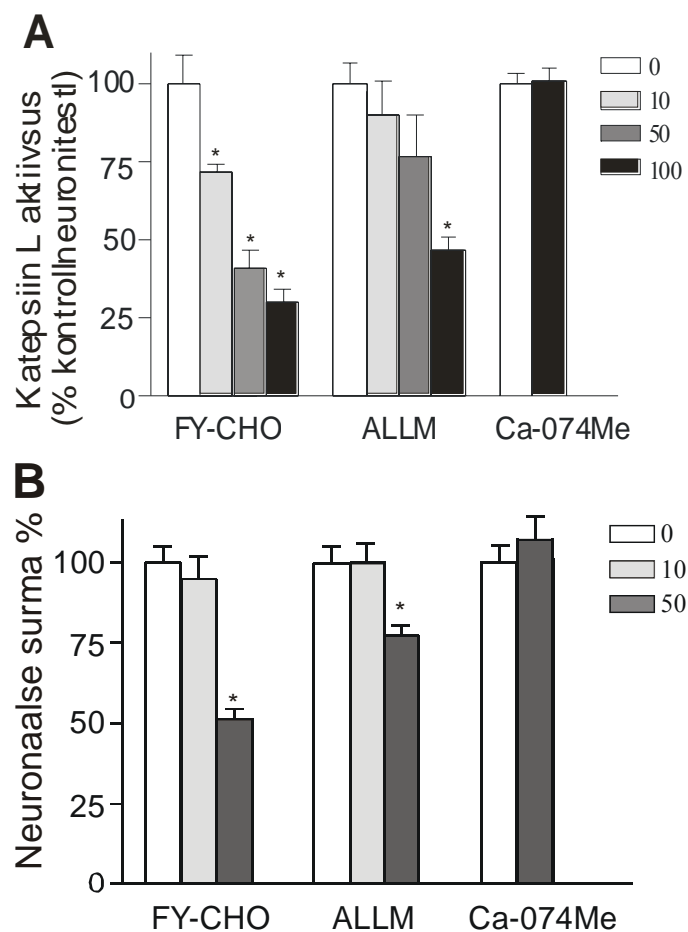 A
Katepsiin L aktiivsus
(% kontrollneuronitestl)
100
75
50
25
0
*
*
*
*
0
10
50
100
FY-CHO
ALLM
Ca-074Me
B
Neuronaalse surma %
100
75
50
25
0
*
*
0
10
50
FY-CHO
ALLM
Ca-074Me